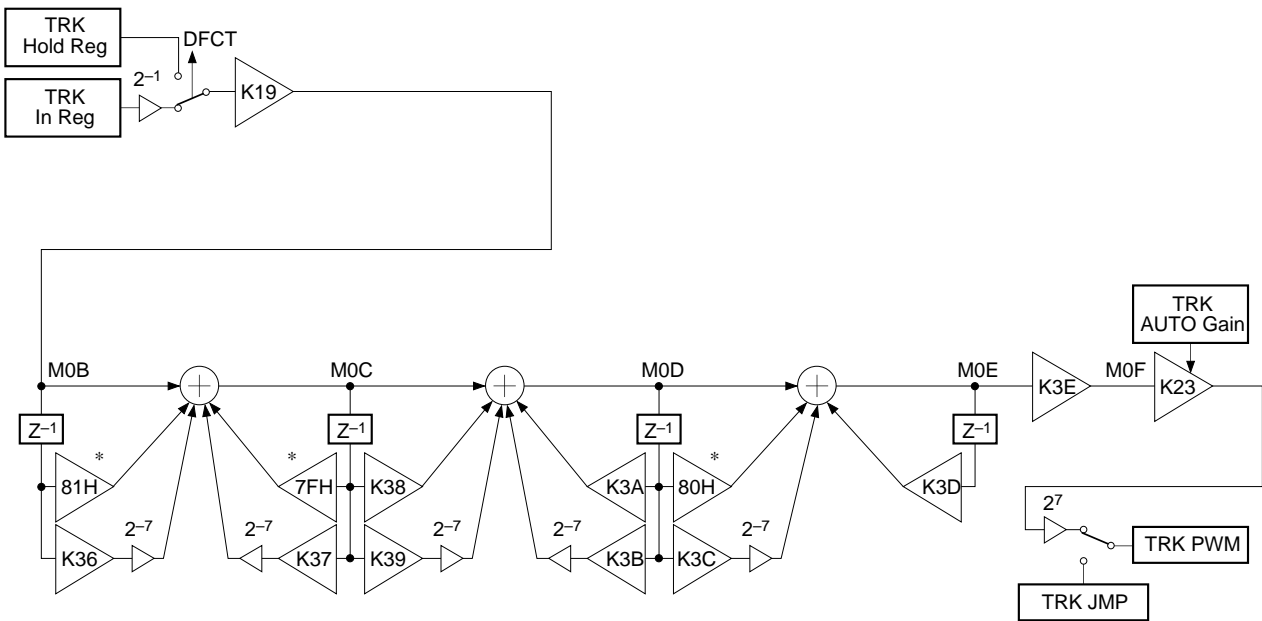 TRK
Hold Reg
DFCT
2–1
TRK
In Reg
K19
TRK
AUTO Gain
M0B
M0C
M0D
M0E
K3E
M0F
K23
Z–1
Z–1
Z–1
Z–1
*
*
*
81H
7FH
K38
K3A
80H
K3D
2–7
2–7
2–7
2–7
2–7
2–7
K36
K37
K39
K3B
K3C
27
TRK PWM
TRK JMP